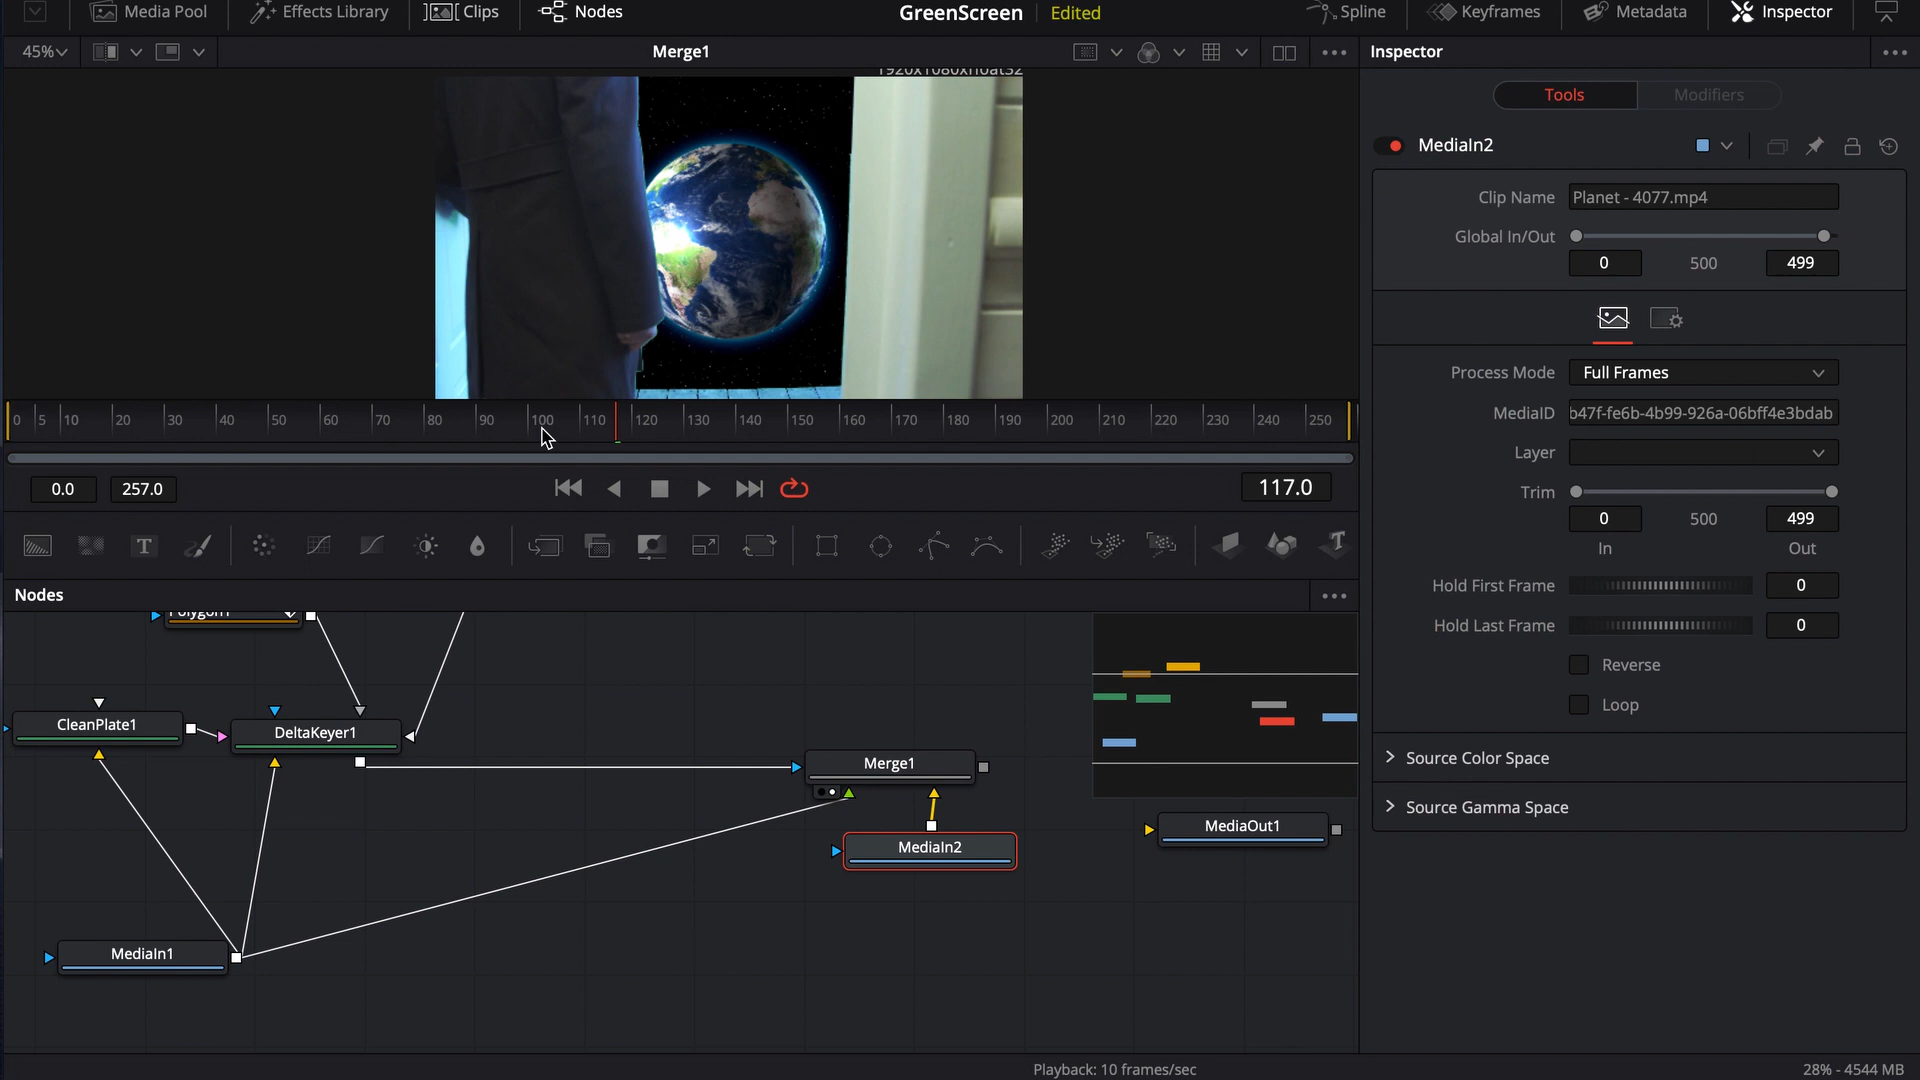 Media Pool
Effects Library
Clips
Nodes
GreenScreen
Edited
Spline
Keyframes
Metadata
Inspector
45%
Merge1
Inspector
1920x1080xfloat32
Tools
Modifiers
MediaIn2
Clip Name
Planet - 4077.mp4
Global In/Out
0
500
499
Process Mode
Full Frames
MediaID
b47f-fe6b-4b99-926a-06bff4e3bdab
Layer
Trim
0
500
499
In
Out
Hold First Frame
0
Hold Last Frame
0
Reverse
Loop
Source Color Space
Source Gamma Space
0 5 10 20 30 40 50 60 70 80 90 100 110 120 130 140 150 160 170 180 190 200 210 220 230 240 250
0.0
257.0
117.0
T
T
Nodes
Polygon1
CleanPlate1
DeltaKeyer1
Merge1
MediaIn2
MediaOut1
MediaIn1
Playback: 10 frames/sec
28% - 4544 MB